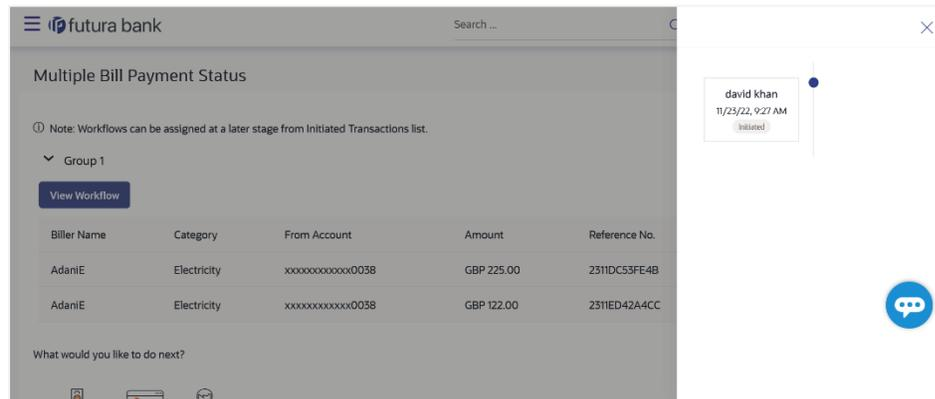 futura bank
Search ...
Multiple Bill Payment Status
Note: Workflows can be assigned at a later stage from Initiated Transactions list.
Group 1
View Workflow
Biller Name Category From Account Amount Reference No.
AdaniE Electricity xxxxxxxxxxxx0038 GBP 225.00 2311DC53FE4B
AdaniE Electricity xxxxxxxxxxxx0038 GBP 122.00 2311ED42A4CC
What would you like to do next?
david khan
11/23/22, 9:27 AM
Initiated